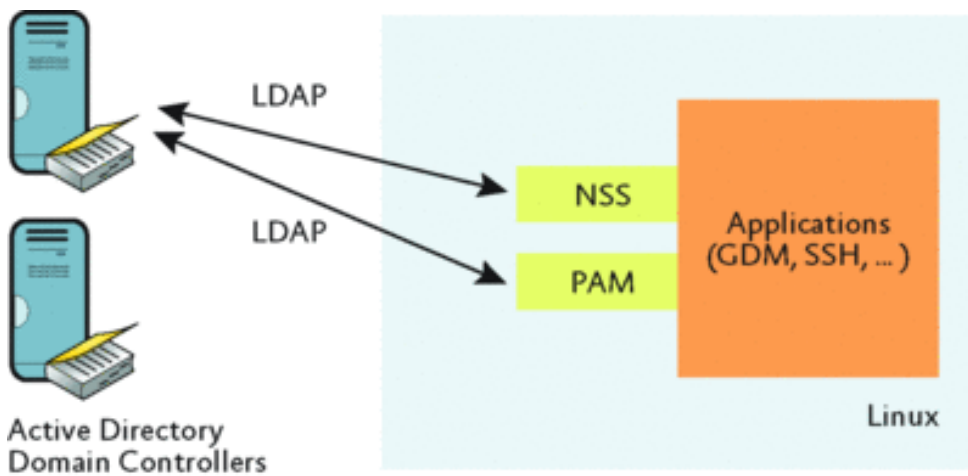 LDAP
LDAP
NSS
PAM
Applications
(GDM, SSH, ... )
Linux
Active Directory
Domain Controllers